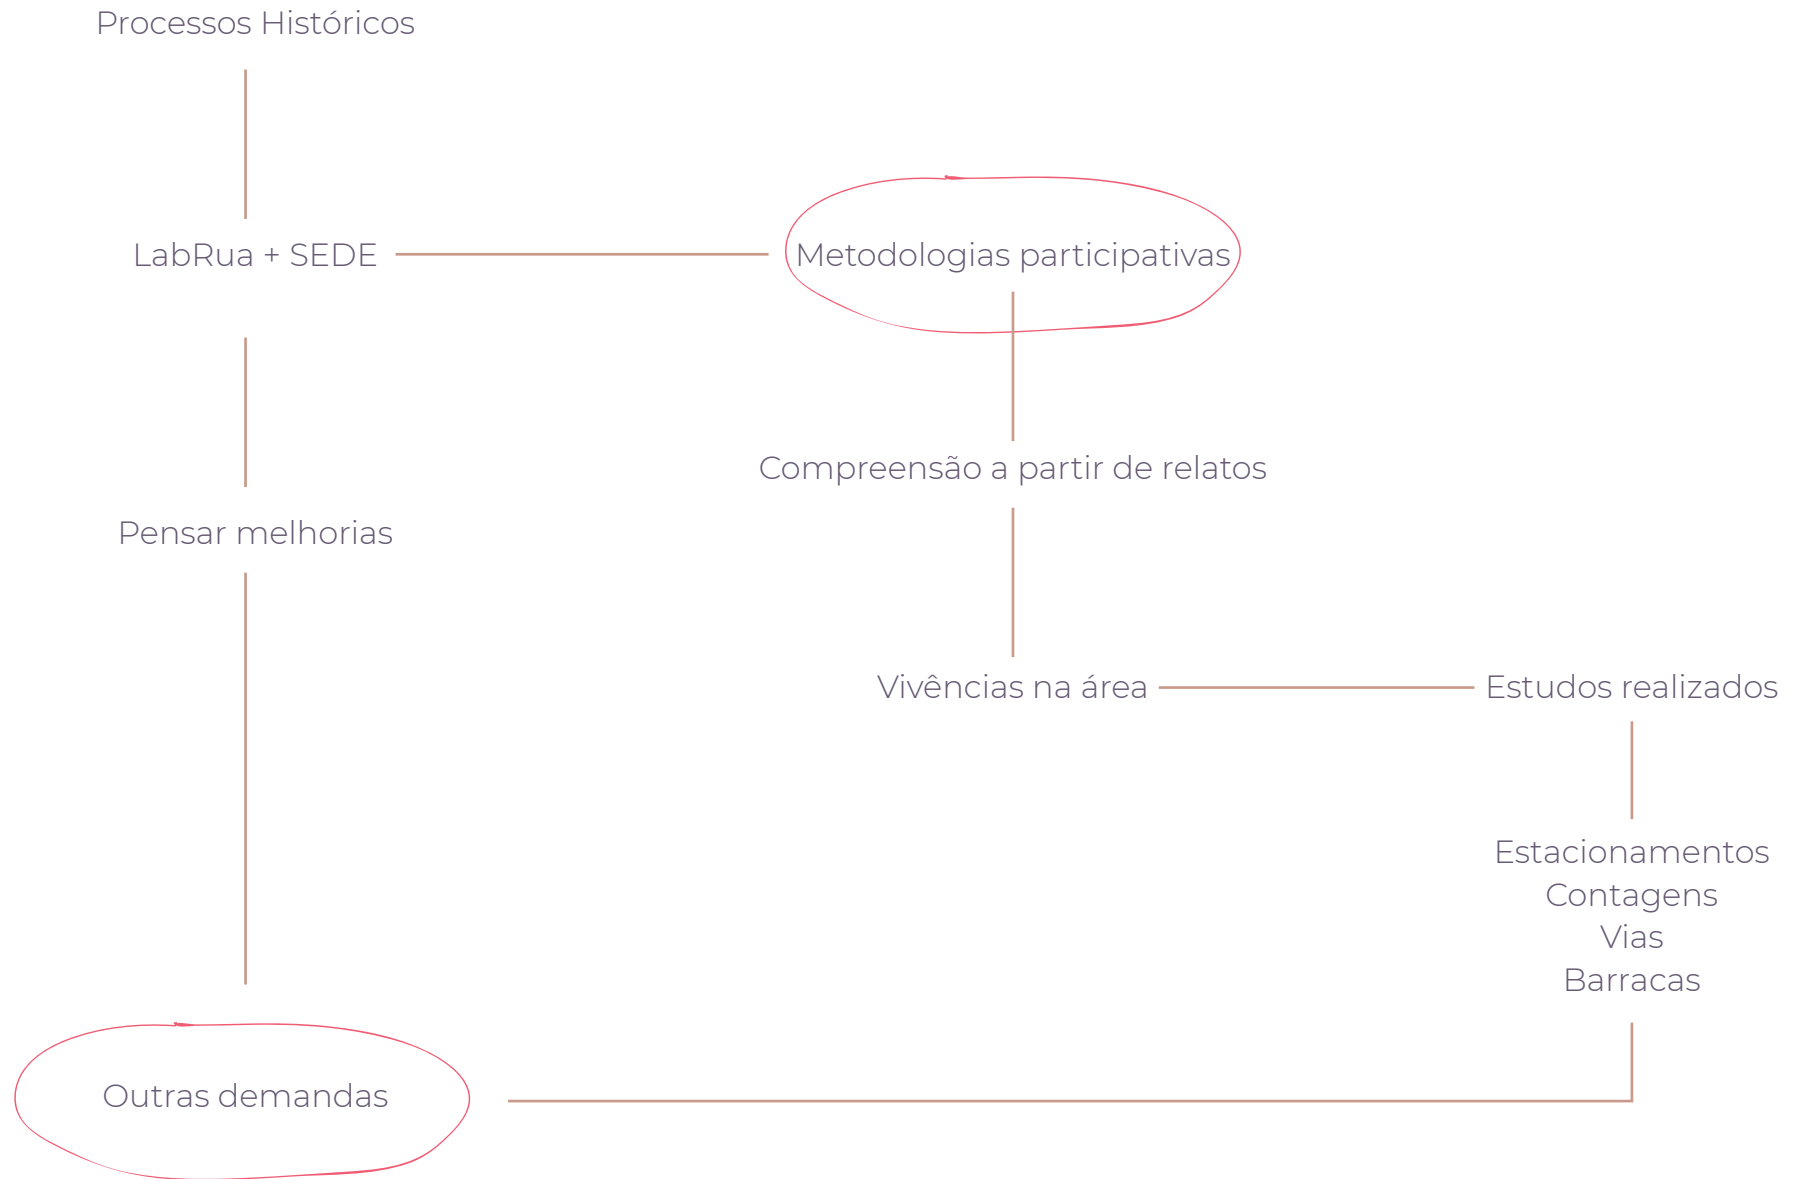 Processos Históricos
LabRua + SEDE
Metodologias participativas
Compreensão a partir de relatos
Pensar melhorias
Vivências na área
Estudos realizados
Estacionamentos
Contagens
Vias
Barracas
Outras demandas